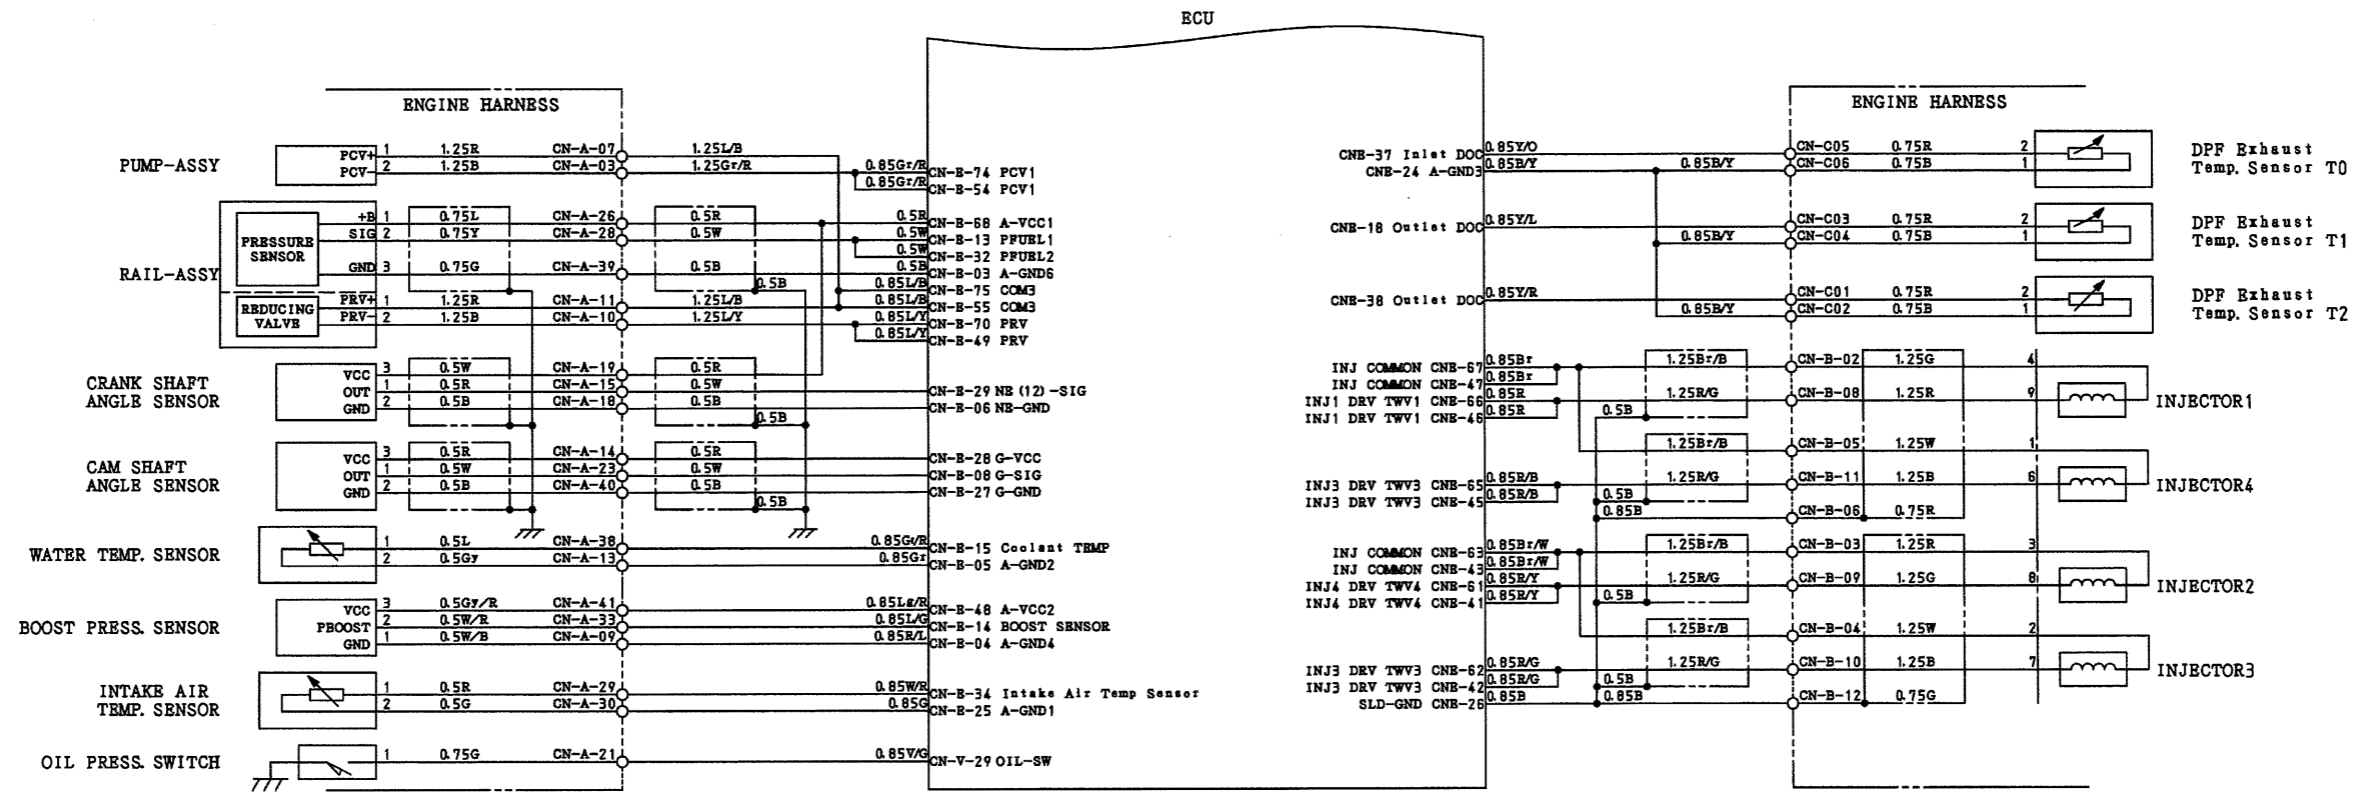 ECU
ENGINE HARNESS
PUMP-ASSY
PCV+ 1 1.25R CN-A-07 1.25L/B
PCV- 2 1.25B CN-A-03 1.25Gr/R 0.85Gr/R CN-E-74 PCV1
0.85Gr/R CN-E-54 PCV1
RAIL-ASSY
PRESSURE SENSOR
+B 1 0.75L CN-A-26 0.5R 0.5R CN-E-68 A-VCC1
SIG 2 0.75Y CN-A-28 0.5W 0.5W CN-E-13 PFUEL1
0.5W CN-E-32 PFUEL2
GND 3 0.75G CN-A-39 0.5B 0.5B CN-E-03 A-GND6
0.5B 0.85L/B CN-E-75 COM3
REDUCING VALVE
PRV+ 1 1.25R CN-A-11 1.25L/B 0.85L/B CN-E-55 COM3
PRV- 2 1.25B CN-A-10 1.25L/Y 0.85L/Y CN-E-70 PRV
0.85L/Y CN-E-49 PRV
CRANK SHAFT
ANGLE SENSOR
VCC 3 0.5W CN-A-19 0.5R
OUT 1 0.5R CN-A-15 0.5W CN-E-29 NE (12) -SIG
GND 2 0.5B CN-A-18 0.5B CN-E-06 NE-GND
0.5B
CAM SHAFT
ANGLE SENSOR
VCC 3 0.5R CN-A-14 0.5R CN-E-28 G-VCC
OUT 1 0.5W CN-A-23 0.5W CN-E-08 G-SIG
GND 2 0.5B CN-A-40 0.5B CN-E-27 G-GND
0.5B
WATER TEMP. SENSOR
1 0.5L CN-A-38 0.85Gr/R CN-E-15 Coolant TEMP
2 0.5Gy CN-A-13 0.85Gr CN-E-05 A-GND2
BOOST PRESS. SENSOR
VCC 3 0.5Gy/R CN-A-41 0.85Lg/R CN-E-48 A-VCC2
PBOOST 2 0.5W/R CN-A-33 0.85L/G CN-E-14 BOOST SENSOR
GND 1 0.5W/B CN-A-09 0.85R/L CN-E-04 A-GND4
INTAKE AIR
TEMP. SENSOR
1 0.5R CN-A-29 0.85W/R CN-E-34 Intake Air Temp Sensor
2 0.5G CN-A-30 0.85G CN-E-25 A-GND1
OIL PRESS. SWITCH
1 0.75G CN-A-21 0.85V/G CN-V-29 OIL-SW
ENGINE HARNESS
CNE-37 Inlet DOC 0.85Y/O CN-C05 0.75R 2
CNE-24 A-GND3 0.85B/Y 0.85B/Y CN-C06 0.75B 1
DPF Exhaust
Temp. Sensor T0
CNE-18 Outlet DOC 0.85Y/L CN-C03 0.75R 2
0.85B/Y CN-C04 0.75B 1
DPF Exhaust
Temp. Sensor T1
CNE-38 Outlet DOC 0.85Y/R CN-C01 0.75R 2
0.85B/Y CN-C02 0.75B 1
DPF Exhaust
Temp. Sensor T2
INJ COMMON CNE-67 0.85Br 1.25Br/B CN-B-02 1.25G 4
INJ COMMON CNE-47 0.85Br
INJ1 DRV TWV1 CNE-66 0.85R 1.25R/G CN-B-08 1.25R 9 INJECTOR1
INJ1 DRV TWV1 CNE-46 0.85R 0.5B
1.25Br/B CN-B-05 1.25W 1
INJ3 DRV TWV3 CNE-65 0.85R/B 1.25R/G CN-B-11 1.25B 6 INJECTOR4
INJ3 DRV TWV3 CNE-45 0.85R/B 0.5B
0.85B CN-B-06 0.75R
INJ COMMON CNE-63 0.85Br/W 1.25Br/B CN-B-03 1.25R 3
INJ COMMON CNE-43 0.85Br/W
INJ4 DRV TWV4 CNE-61 0.85R/Y 1.25R/G CN-B-09 1.25G 8 INJECTOR2
INJ4 DRV TWV4 CNE-41 0.85R/Y 0.5B
1.25Br/B CN-B-04 1.25W 2
INJ3 DRV TWV3 CNE-62 0.85R/G 1.25R/G CN-B-10 1.25B 7 INJECTOR3
INJ3 DRV TWV3 CNE-42 0.85R/G 0.5B
SLD-GND CNE-26 0.85B 0.85B CN-B-12 0.75G